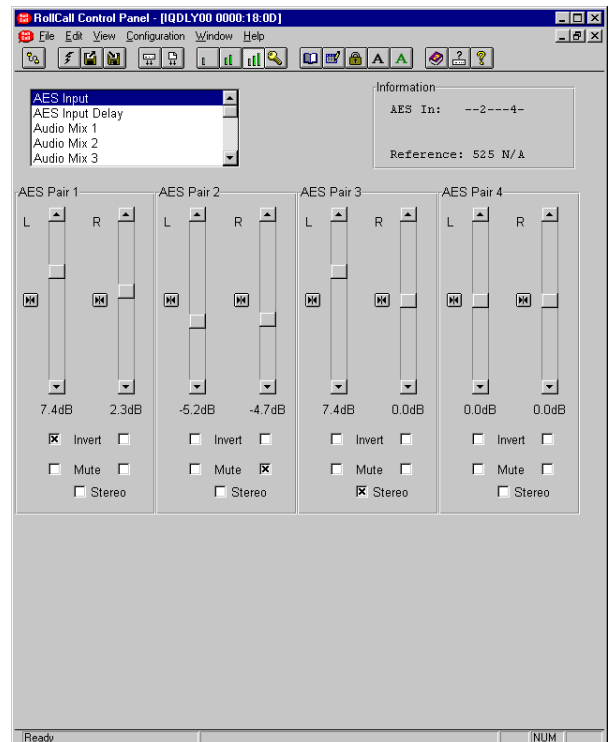 RollCall Control Panel - [IQDLY00 0000:18:0D]
File Edit View Configuration Window Help
A A
AES Input
AES Input Delay
Audio Mix 1
Audio Mix 2
Audio Mix 3
Information
AES In: --2---4-
Reference: 525 N/A
AES Pair 1 AES Pair 2 AES Pair 3 AES Pair 4
L R L R L R L R
7.4dB 2.3dB -5.2dB -4.7dB 7.4dB 0.0dB 0.0dB 0.0dB
Invert Invert Invert Invert
Mute Mute Mute Mute
Stereo Stereo Stereo Stereo
Ready NUM